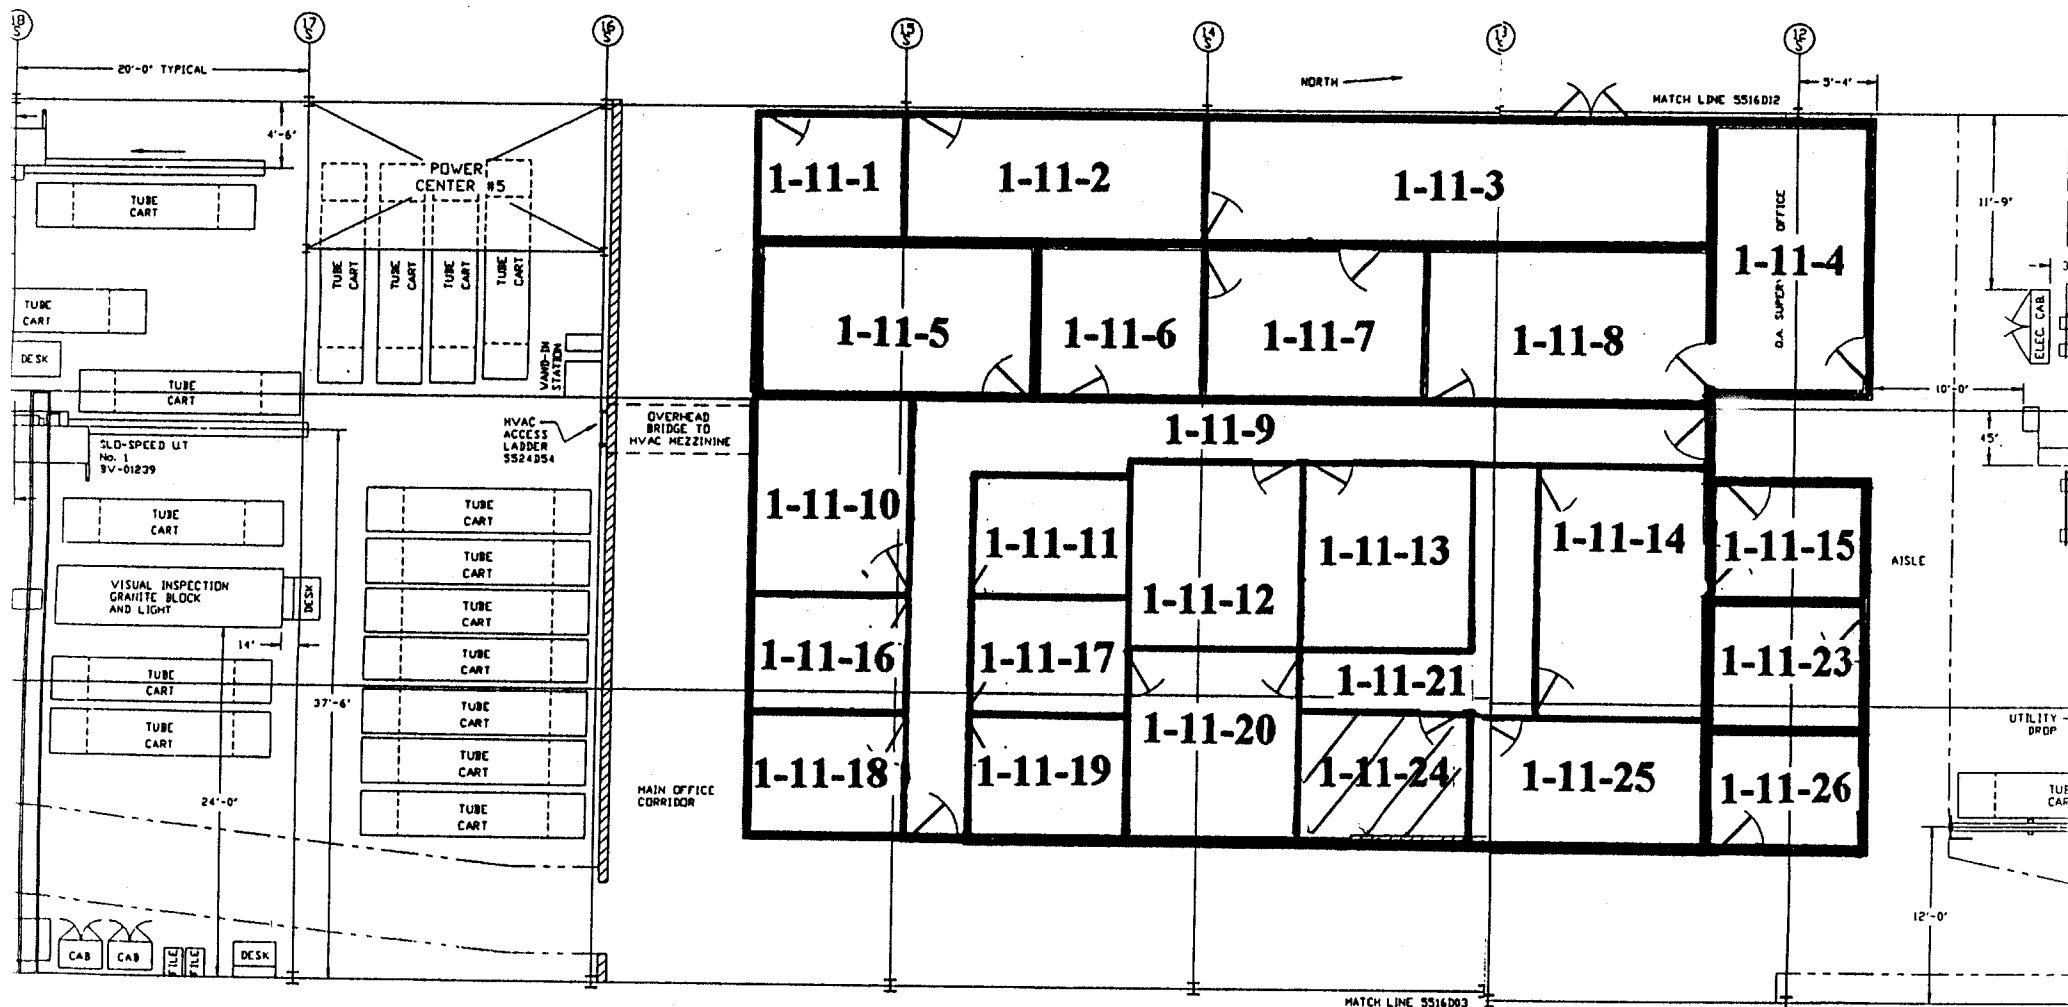 18
S
17
S
16
S
15
S
14
S
13
S
12
S
20'-0" TYPICAL
4'-6"
NORTH
MATCH LINE 5516D12
5'-4"
TUBE
CART
POWER
CENTER #5
TUBE
CART
TUBE
CART
TUBE
CART
TUBE
CART
TUBE
CART
DESK
TUBE
CART
VAND-IN
STATION
HVAC
ACCESS
LADDER
5524D54
OVERHEAD
BRIDGE TO
HVAC MEZZININE
SLO-SPEED UT
No. 1
BV-01239
TUBE
CART
VISUAL INSPECTION
GRANITE BLOCK
AND LIGHT
DESK
14'
TUBE
CART
TUBE
CART
37'-6"
24'-0"
TUBE
CART
TUBE
CART
TUBE
CART
TUBE
CART
TUBE
CART
TUBE
CART
TUBE
CART
CAB
CAB
FILE
FILE
DESK
MAIN OFFICE
CORRIDOR
1-11-1
1-11-2
1-11-3
1-11-4
OFFICE
1-11-5
1-11-6
1-11-7
1-11-8
1-11-9
1-11-10
1-11-11
1-11-12
1-11-13
1-11-14
1-11-15
1-11-16
1-11-17
1-11-21
1-11-23
1-11-18
1-11-19
1-11-20
1-11-24
1-11-25
1-11-26
11'-9"
ELEC. CAB.
10'-0"
45'
AISLE
UTILITY
DROP
12'-0"
MATCH LINE 5516D03